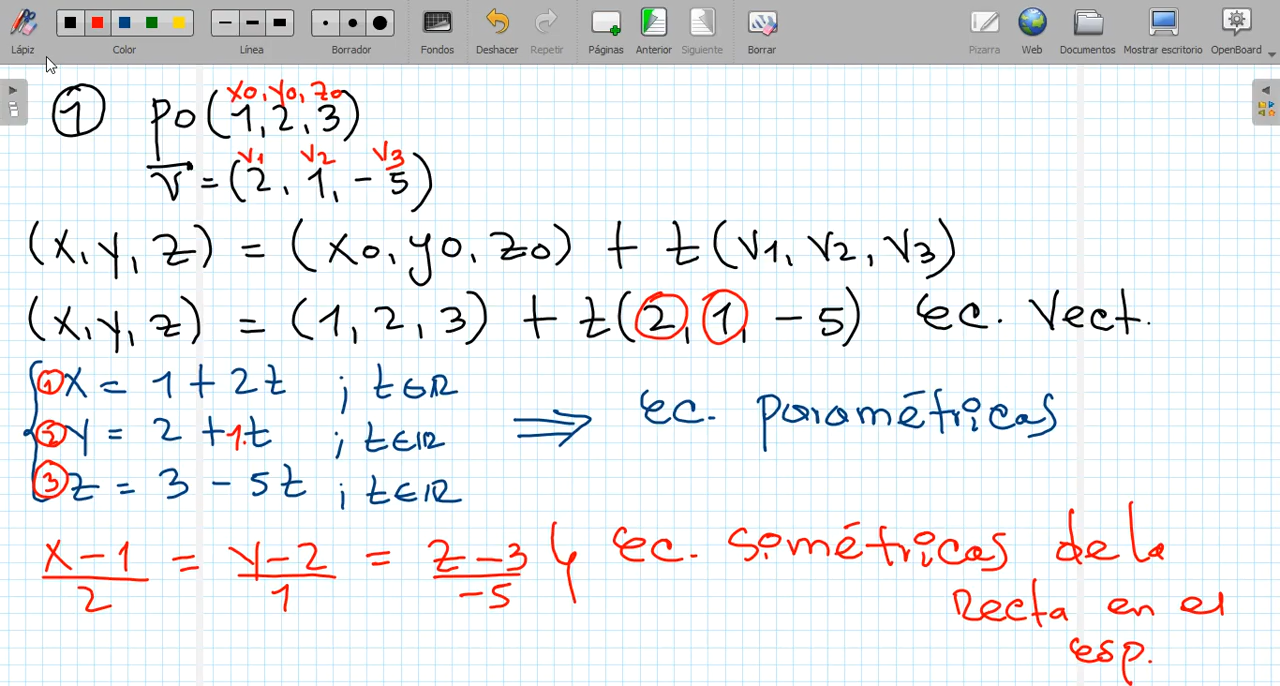 Lápiz Color Línea Borrador Fondos Deshacer Repetir Páginas Anterior Siguiente Borrar Pizarra Web Documentos Mostrar escritorio OpenBoard
x0, y0, z0
① Po (1, 2, 3)
v1 v2 v3
v = (2, 1, -5)
(x, y, z) = (x0, y0, z0) + t(v1, v2, v3)
(x, y, z) = (1, 2, 3) + t(2, 1, -5) ec. Vect.
① x = 1 + 2t ; t∈ℝ
② y = 2 + 1.t ; t∈ℝ ⟹ ec. paramétricas
③ z = 3 - 5t ; t∈ℝ
x-1/2 = y-2/1 = z-3/-5 ec. simétricas de la
recta en el
esp.